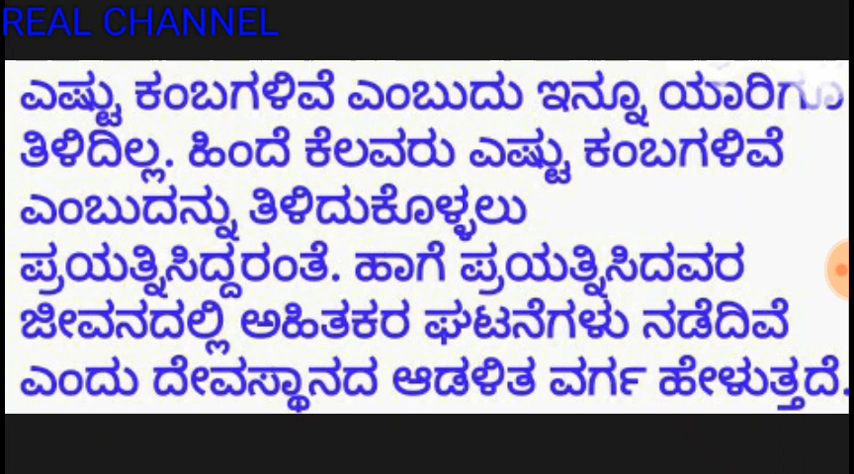 REAL CHANNEL
ಎಷ್ಟು ಕಂಬಗಳಿವೆ ಎಂಬುದು ಇನ್ನೂ ಯಾರಿಗೂ
ತಿಳಿದಿಲ್ಲ. ಹಿಂದೆ ಕೆಲವರು ಎಷ್ಟು ಕಂಬಗಳಿವೆ
ಎಂಬುದನ್ನು ತಿಳಿದುಕೊಳ್ಳಲು
ಪ್ರಯತ್ನಿಸಿದ್ದರಂತೆ. ಹಾಗೆ ಪ್ರಯತ್ನಿಸಿದವರ
ಜೀವನದಲ್ಲಿ ಅಹಿತಕರ ಘಟನೆಗಳು ನಡೆದಿವೆ
ಎಂದು ದೇವಸ್ಥಾನದ ಆಡಳಿತ ವರ್ಗ ಹೇಳುತ್ತದೆ.